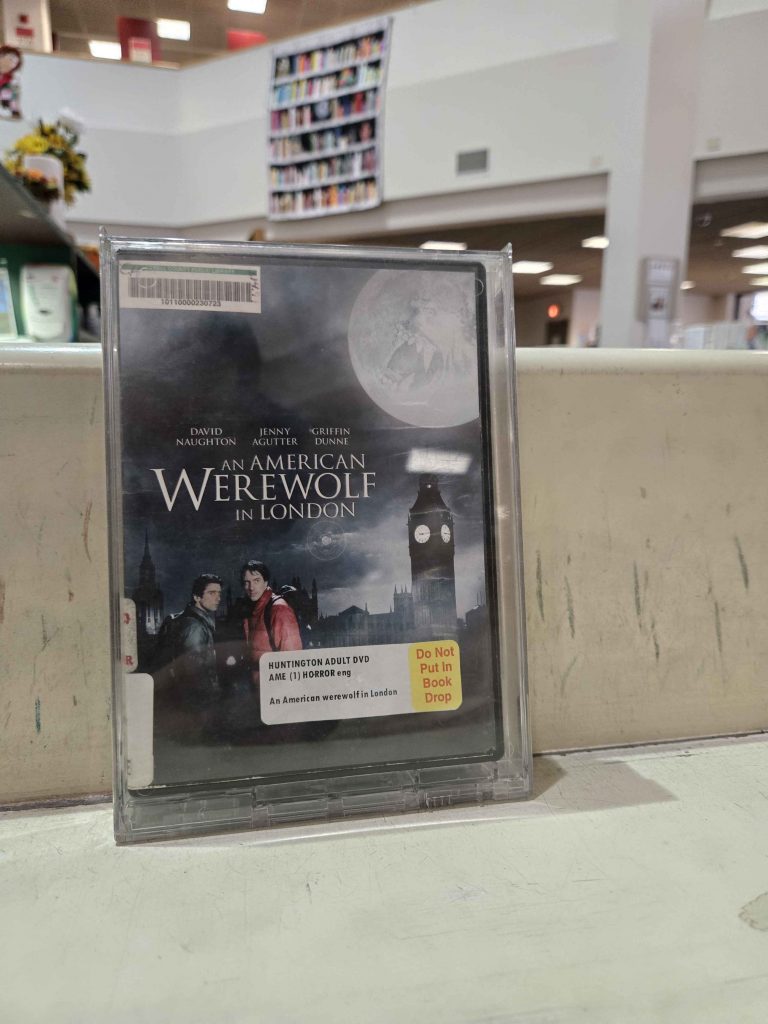 10110000230723
DAVID JENNY GRIFFIN
NAUGHTON AGUTTER DUNNE
AN AMERICAN
WEREWOLF
IN LONDON
HUNTINGTON ADULT DVD
AME (1) HORROR eng
An American werewolf in London
Do Not
Put In
Book
Drop
R